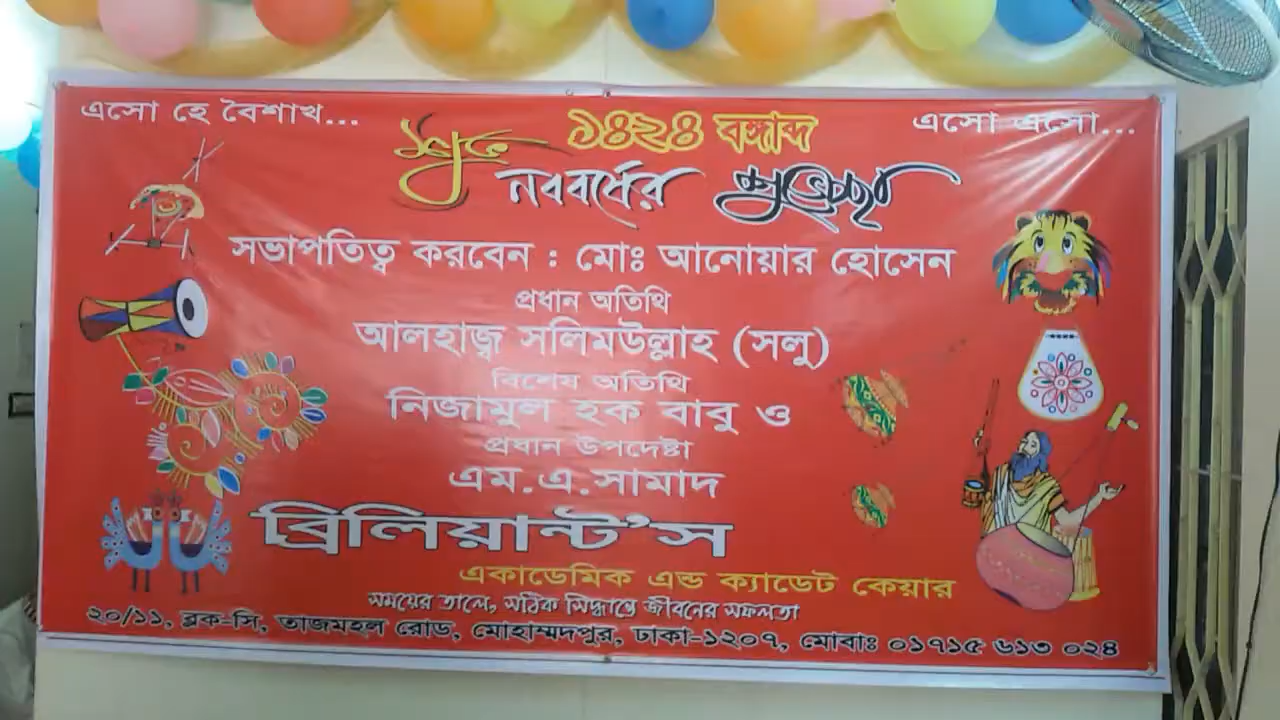 এসো হে বৈশাখ...
এসো এসো...
শুভ ১৪২৪ বঙ্গাব্দ
নববর্ষের শুভেচ্ছা
সভাপতিত্ব করবেন : মোঃ আনোয়ার হোসেন
প্রধান অতিথি
আলহাজ্ব সলিমউল্লাহ (সলু)
বিশেষ অতিথি
নিজামুল হক বাবু ও
প্রধান উপদেষ্টা
এম.এ.সামাদ
ব্রিলিয়ান্ট'স
একাডেমিক এন্ড ক্যাডেট কেয়ার
সময়ের তালে, সঠিক সিদ্ধান্তে জীবনের সফলতা
২০/১১, ব্লক-সি, তাজমহল রোড, মোহাম্মদপুর, ঢাকা-১২০৭, মোবাঃ ০১৭১৫ ৬১৩ ০২৪